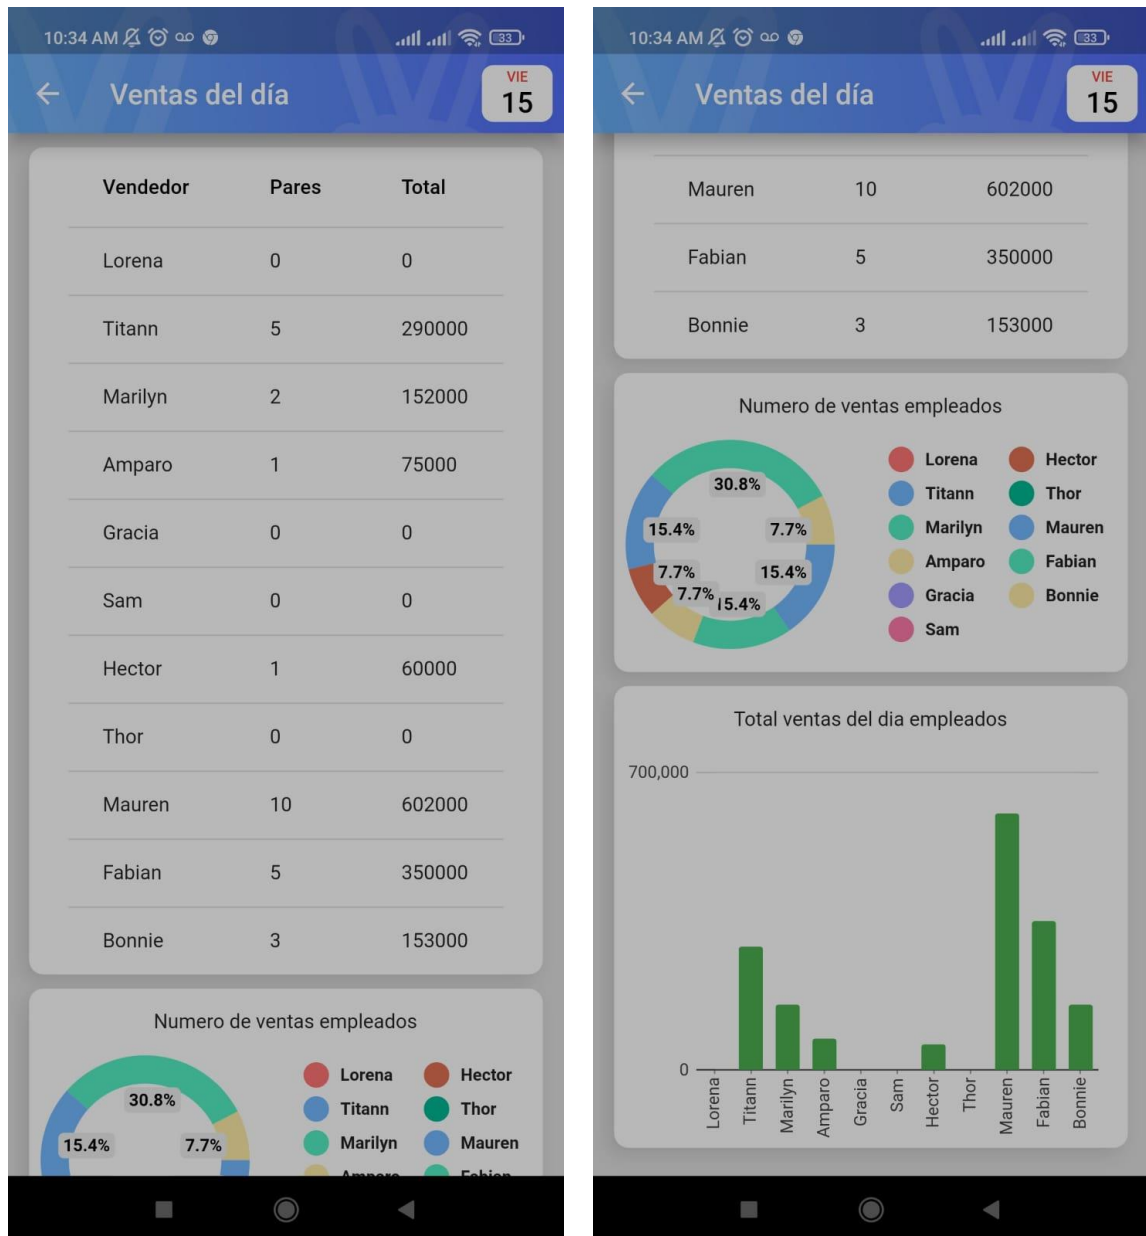 10:34 AM
33
Ventas del día
VIE
15
Vendedor Pares Total
Lorena 0 0
Titann 5 290000
Marilyn 2 152000
Amparo 1 75000
Gracia 0 0
Sam 0 0
Hector 1 60000
Thor 0 0
Mauren 10 602000
Fabian 5 350000
Bonnie 3 153000
Numero de ventas empleados
30.8%
15.4% 7.7%
Lorena Hector
Titann Thor
Marilyn Mauren
Amparo Fabian
10:34 AM
33
Ventas del día
VIE
15
Mauren 10 602000
Fabian 5 350000
Bonnie 3 153000
Numero de ventas empleados
30.8%
15.4% 7.7%
7.7% 15.4%
7.7% 15.4%
Lorena Hector
Titann Thor
Marilyn Mauren
Amparo Fabian
Gracia Bonnie
Sam
Total ventas del dia empleados
700,000
0
Lorena
Titann
Marilyn
Amparo
Gracia
Sam
Hector
Thor
Mauren
Fabian
Bonnie